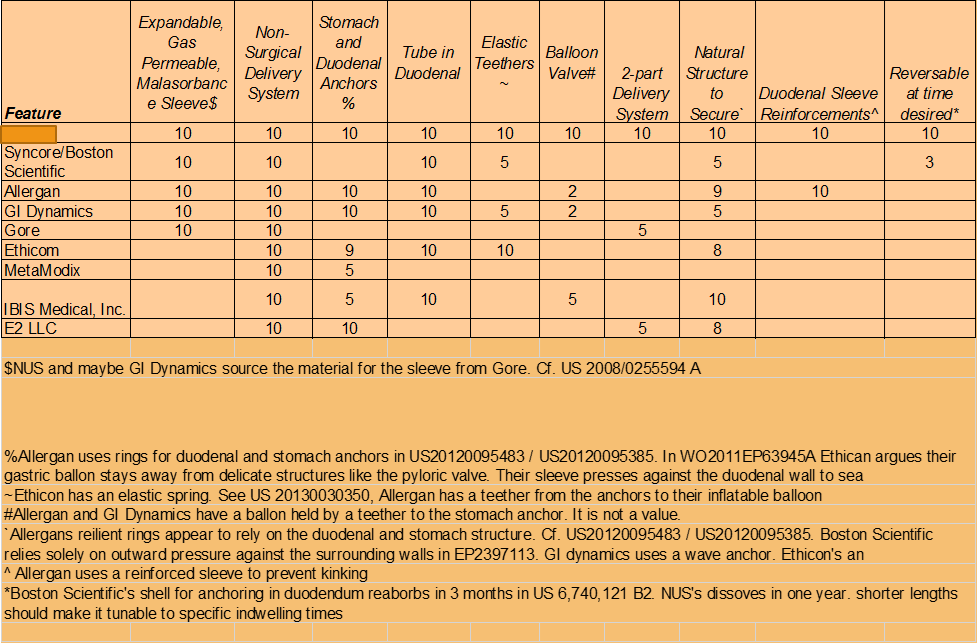 Feature Expandable, Gas Permeable, Malasorbance Sleeve$ Non-Surgical Delivery System Stomach and Duodenal Anchors % Tube in Duodenal Elastic Teethers ~ Balloon Valve# 2-part Delivery System Natural Structure to Secure` Duodenal Sleeve Reinforcements^ Reversable at time desired*
10 10 10 10 10 10 10 10 10 10
Syncore/Boston Scientific 10 10 10 5 5 3
Allergan 10 10 10 10 2 9 10
GI Dynamics 10 10 10 10 5 2 5
Gore 10 10 5
Ethicom 10 9 10 10 8
MetaModix 10 5
IBIS Medical, Inc. 10 5 10 5 10
E2 LLC 10 10 5 8
$NUS and maybe GI Dynamics source the material for the sleeve from Gore. Cf. US 2008/0255594 A
%Allergan uses rings for duodenal and stomach anchors in US20120095483 / US20120095385. In WO2011EP63945A Ethican argues their
gastric ballon stays away from delicate structures like the pyloric valve. Their sleeve presses against the duodenal wall to sea
~Ethicon has an elastic spring. See US 20130030350, Allergan has a teether from the anchors to their inflatable balloon
#Allergan and GI Dynamics have a ballon held by a teether to the stomach anchor. It is not a value.
`Allergans reilient rings appear to rely on the duodenal and stomach structure. Cf. US20120095483 / US20120095385. Boston Scientific
relies solely on outward pressure against the surrounding walls in EP2397113. GI dynamics uses a wave anchor. Ethicon's an
^ Allergan uses a reinforced sleeve to prevent kinking
*Boston Scientific's shell for anchoring in duodendum reaborbs in 3 months in US 6,740,121 B2. NUS's dissoves in one year. shorter lengths
should make it tunable to specific indwelling times